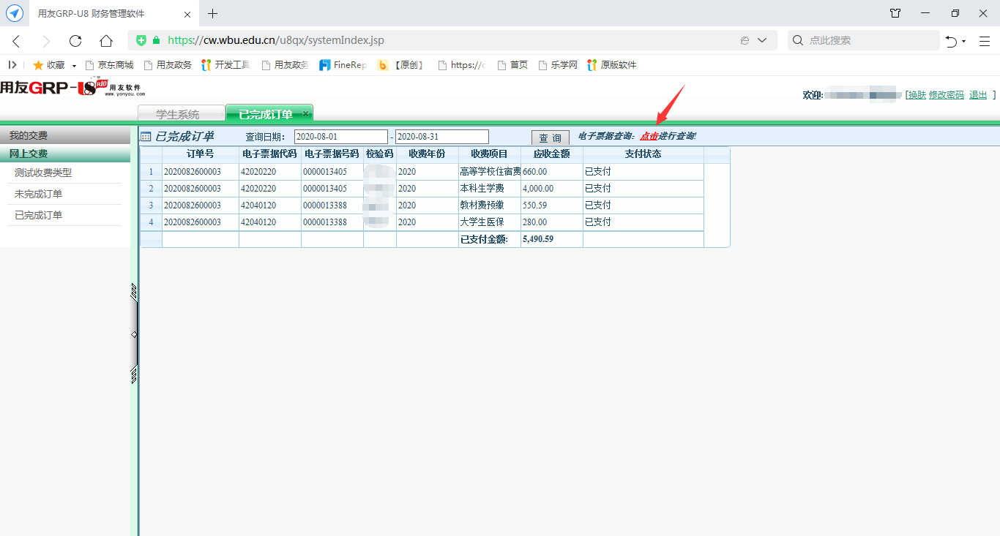 用友GRP-U8 财务管理软件
https://cw.wbu.edu.cn/u8qx/systemIndex.jsp
点此搜索
收藏 京东商城 用友政务 开发工具 用友政务 FineRep 【原创】 https://c 首页 乐学网 原版软件
用友GRP-U8 R10 用友软件
www.yonyou.com
欢迎: [换肤 修改密码 退出 ]
学生系统 已完成订单
我的交费
网上交费
测试收费类型
未完成订单
已完成订单
已完成订单 查询日期: 2020-08-01 - 2020-08-31 查 询 电子票据查询：点击进行查询!
订单号 电子票据代码 电子票据号码 校验码 收费年份 收费项目 应收金额 支付状态
1 2020082600003 42020220 0000013405 2020 高等学校住宿费 660.00 已支付
2 2020082600003 42020220 0000013405 2020 本科生学费 4,000.00 已支付
3 2020082600003 42040120 0000013388 2020 教材费预缴 550.59 已支付
4 2020082600003 42040120 0000013388 2020 大学生医保 280.00 已支付
已支付金额: 5,490.59